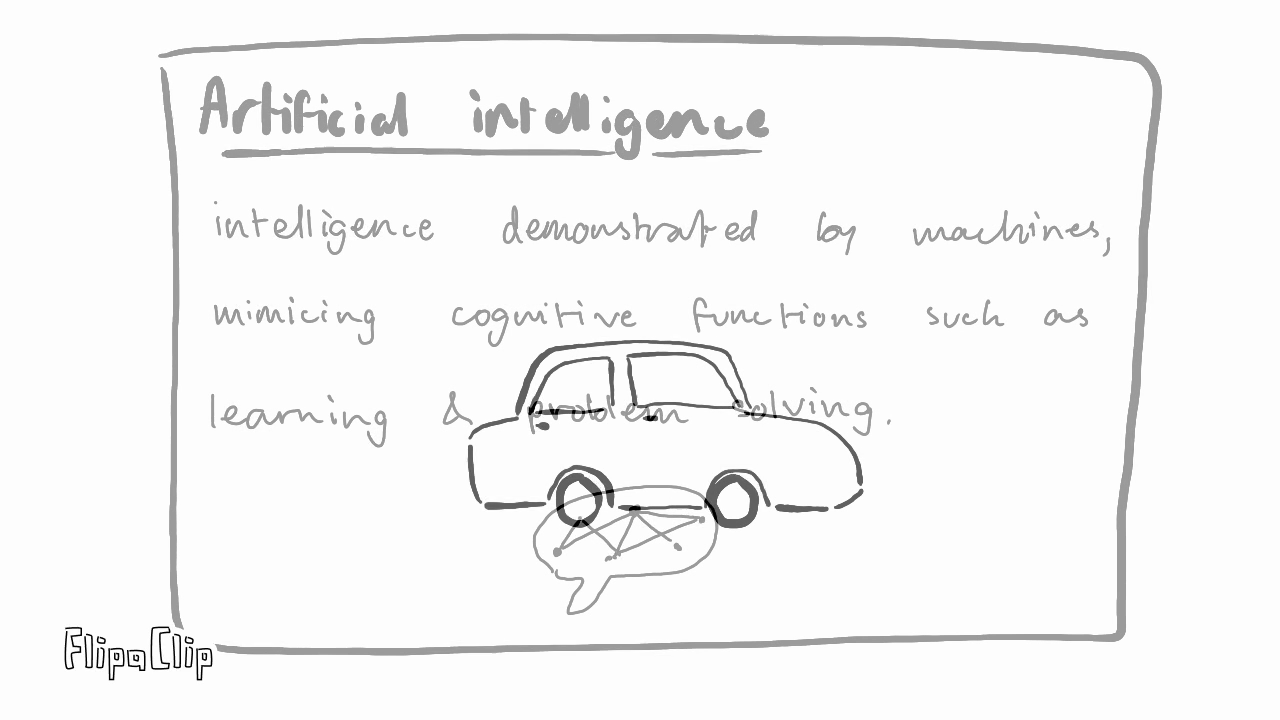 Artificial intelligence
intelligence demonstrated by machines,
mimicing cognitive functions such as
learning & problem solving.
FlipaClip